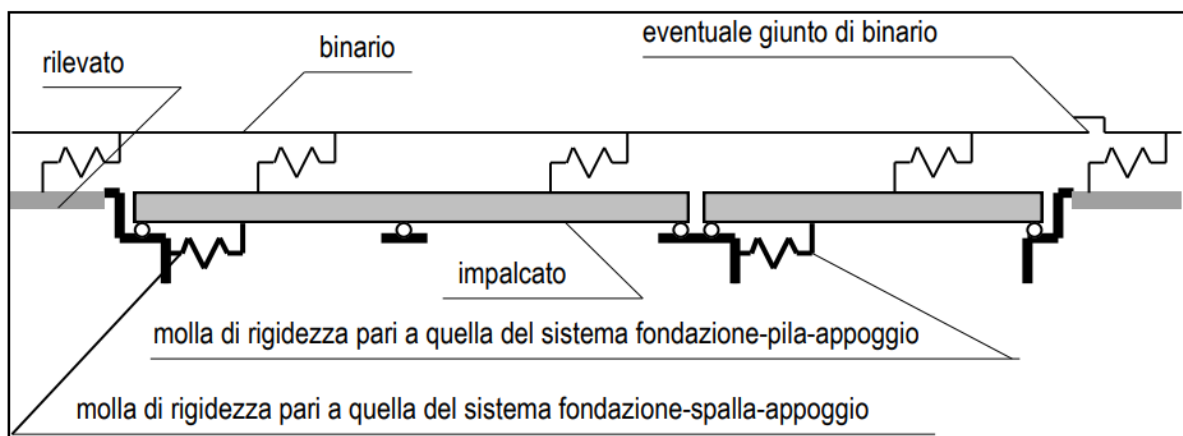 eventuale giunto di binario
binario
rilevato
impalcato
molla di rigidezza pari a quella del sistema fondazione-pila-appoggio
molla di rigidezza pari a quella del sistema fondazione-spalla-appoggio